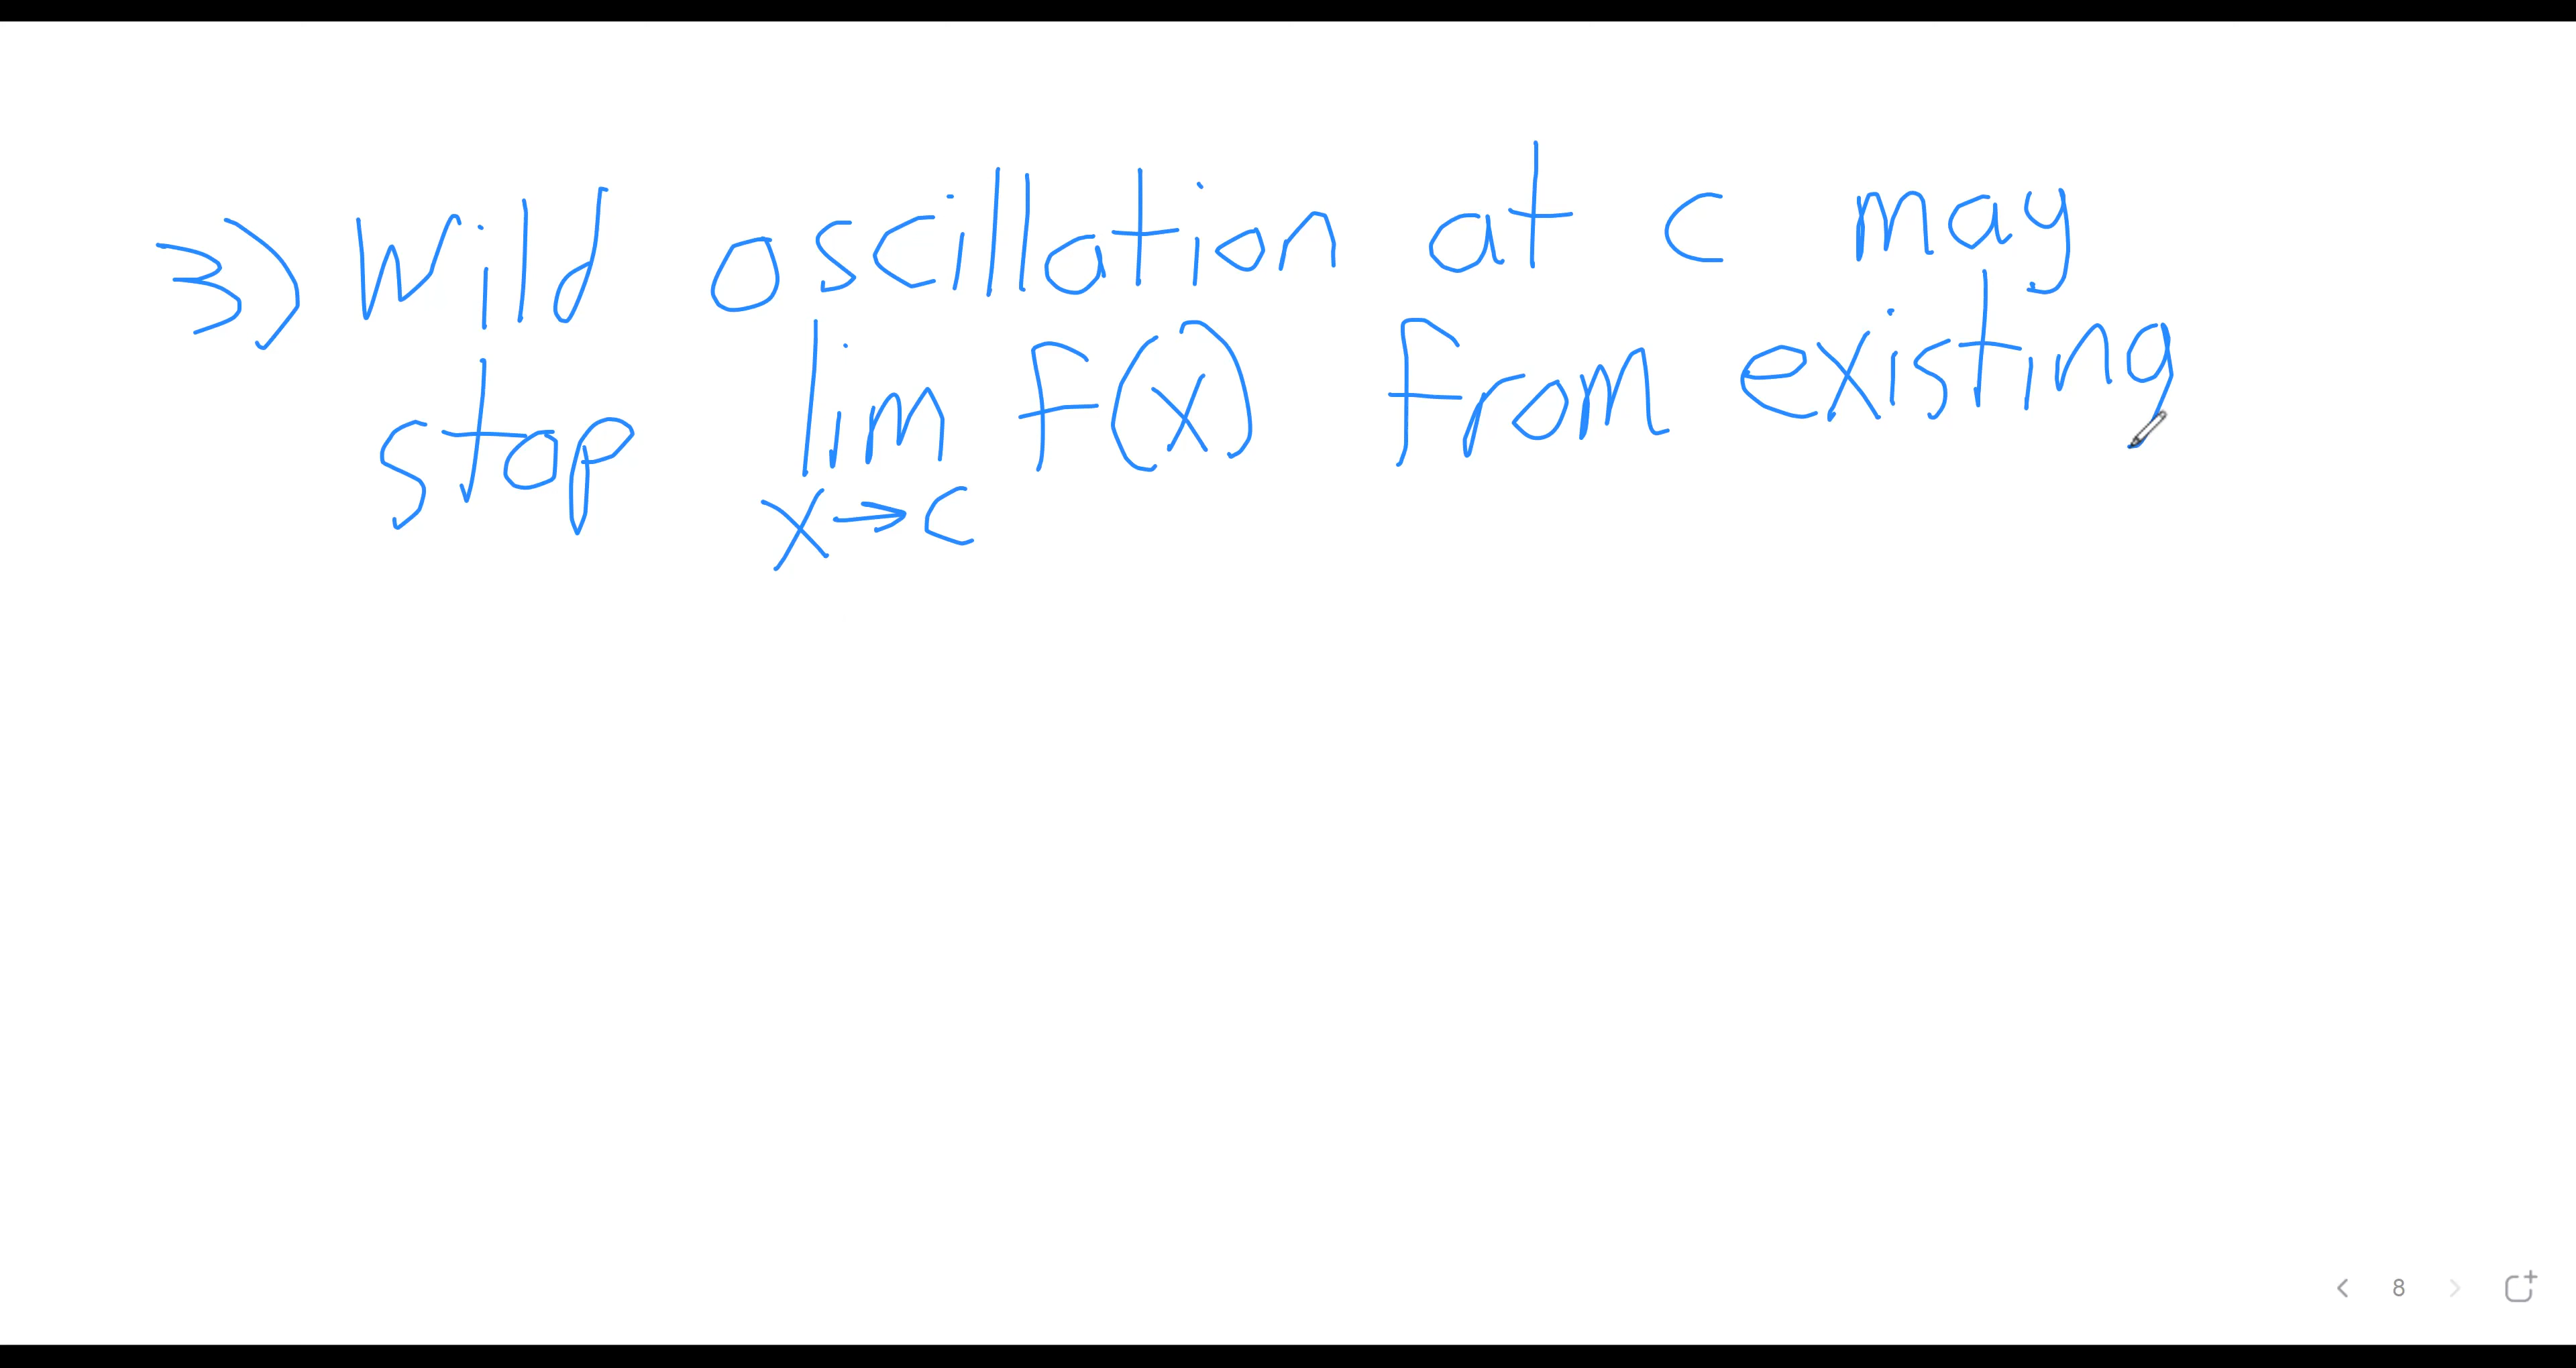 3) Wild oscillation at c may
stop lim f(x) from existing
x→c
8